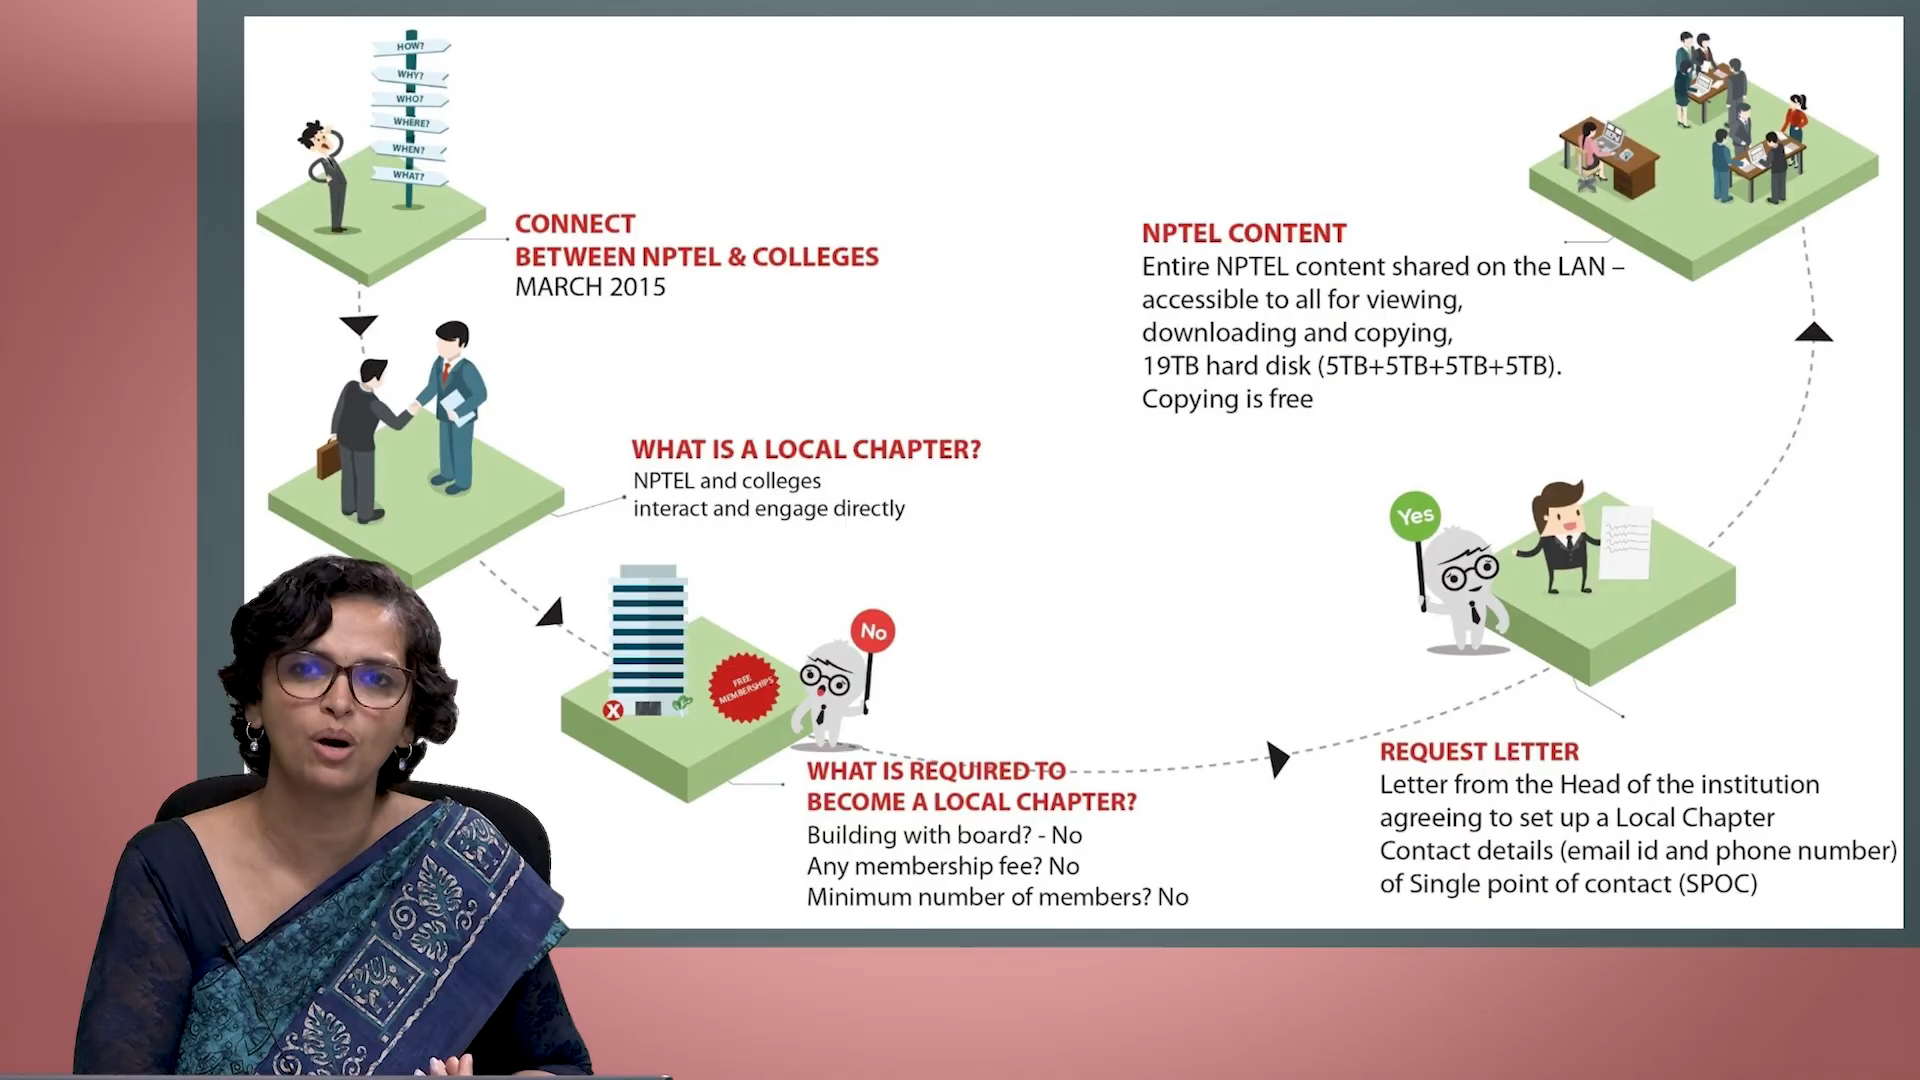 HOW?
WHY?
WHO?
WHERE?
WHEN?
WHAT?
CONNECT
BETWEEN NPTEL & COLLEGES
MARCH 2015
WHAT IS A LOCAL CHAPTER?
NPTEL and colleges
interact and engage directly
FREE
MEMBERSHIPS
No
WHAT IS REQUIRED TO
BECOME A LOCAL CHAPTER?
Building with board? - No
Any membership fee? No
Minimum number of members? No
Yes
REQUEST LETTER
Letter from the Head of the institution
agreeing to set up a Local Chapter
Contact details (email id and phone number)
of Single point of contact (SPOC)
NPTEL CONTENT
Entire NPTEL content shared on the LAN –
accessible to all for viewing,
downloading and copying,
19TB hard disk (5TB+5TB+5TB+5TB).
Copying is free